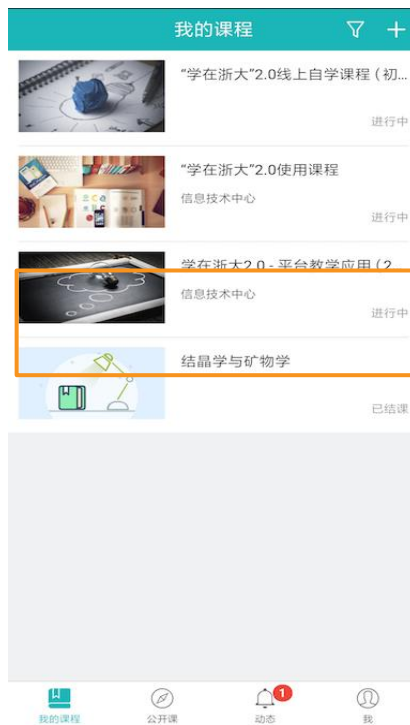 我的课程
“学在浙大”2.0线上自学课程（初...
进行中
“学在浙大”2.0使用课程
信息技术中心
进行中
学在浙大2.0 - 平台教学应用（2...
信息技术中心
进行中
结晶学与矿物学
已结课
1
我的课程
公开课
动态
我